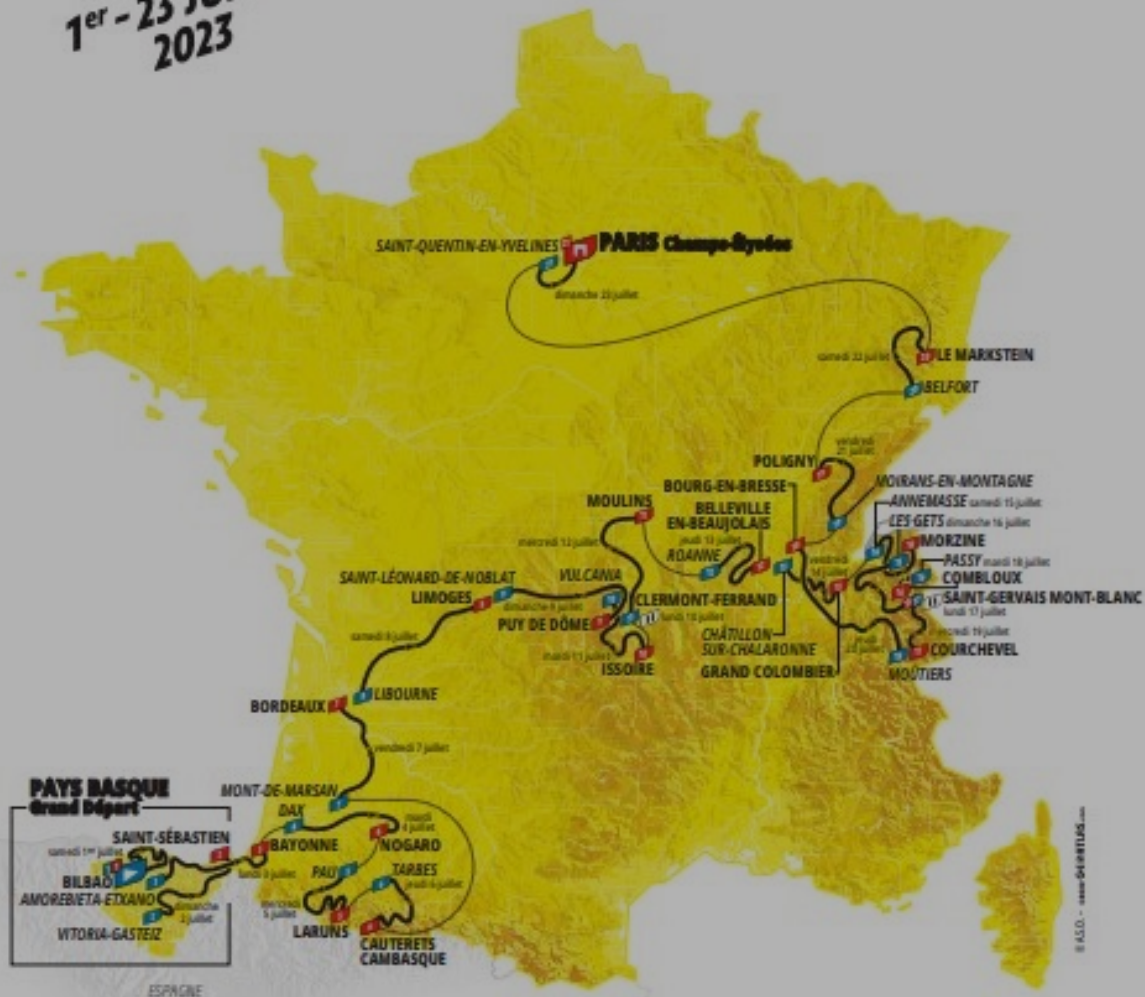 1er - 23
2023
SAINT-QUENTIN-EN-YVELINES
PARIS Champs-Élysées
dimanche 23 juillet
samedi 22 juillet
LE MARKSTEIN
BELFORT
vendredi
21 juillet
POLIGNY
BOURG-EN-BRESSE
MOIRANS-EN-MONTAGNE
ANNEMASSE samedi 15 juillet
LES GETS dimanche 16 juillet
MORZINE
PASSY mardi 18 juillet
COMBLOUX
SAINT-GERVAIS MONT-BLANC
lundi 17 juillet
mercredi 19 juillet
COURCHEVEL
MOÛTIERS
jeudi
20 juillet
MOULINS
BELLEVILLE
EN-BEAUJOLAIS
jeudi 13 juillet
ROANNE
vendredi
14 juillet
mercredi 12 juillet
CHÂTILLON
SUR-CHALARONNE
GRAND COLOMBIER
SAINT-LÉONARD-DE-NOBLAT
VULCANIA
LIMOGES
dimanche 9 juillet
CLERMONT-FERRAND
lundi 10 juillet
PUY DE DÔME
mardi 11 juillet
ISSOIRE
samedi 8 juillet
LIBOURNE
BORDEAUX
vendredi 7 juillet
MONT-DE-MARSAN
DAX
mardi
4 juillet
NOGARO
BAYONNE
lundi 3 juillet
PAU
TARBES
jeudi 6 juillet
mercredi
5 juillet
LARUNS
CAUTERETS
CAMBASQUE
PAYS BASQUE
Grand Départ
SAINT-SÉBASTIEN
samedi 1er juillet
BILBAO
AMOREBIETA-ETXANO
dimanche
2 juillet
VITORIA-GASTEIZ
ESPAGNE
© A.S.O. -